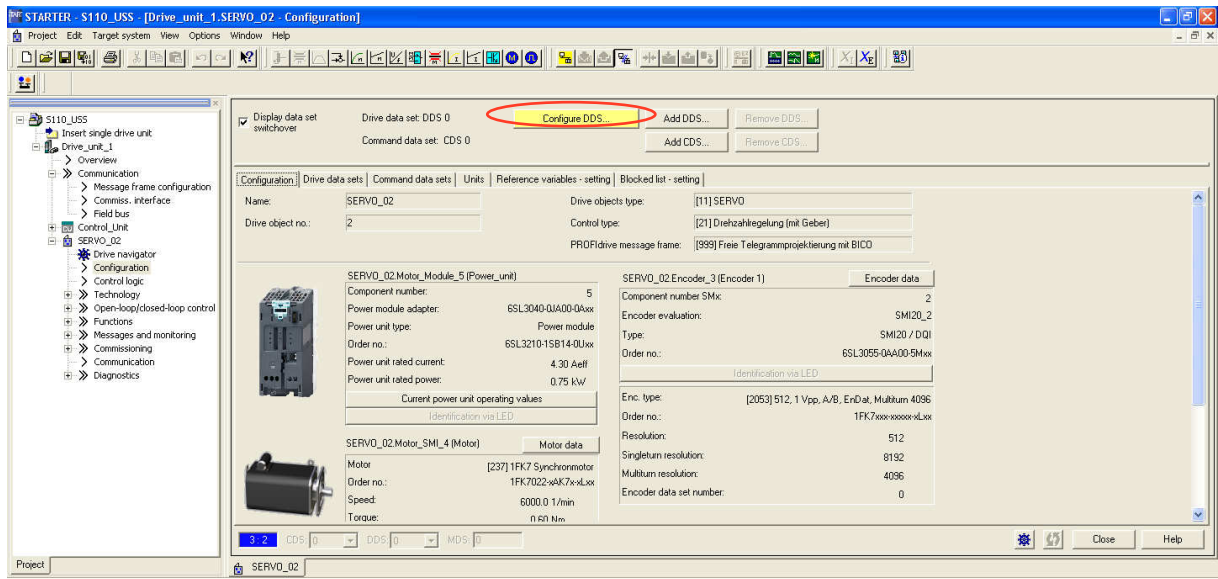 STARTER - S110_USS - [Drive_unit_1.SERVO_02 - Configuration]
Project Edit Target system View Options Window Help
S110_USS
Insert single drive unit
Drive_unit_1
Overview
Communication
Message frame configuration
Commiss. interface
Field bus
Control_Unit
SERVO_02
Drive navigator
Configuration
Control logic
Technology
Open-loop/closed-loop control
Functions
Messages and monitoring
Commissioning
Communication
Diagnostics
Project
Display data set switchover
Drive data set: DDS 0
Configure DDS...
Add DDS...
Remove DDS...
Command data set: CDS 0
Add CDS...
Remove CDS...
Configuration Drive data sets Command data sets Units Reference variables - setting Blocked list - setting
Name: SERVO_02
Drive objects type: [11] SERVO
Drive object no.: 2
Control type: [21] Drehzahlregelung (mit Geber)
PROFIdrive message frame: [999] Freie Telegrammprojektierung mit BICO
SERVO_02.Motor_Module_5 (Power_unit)
Component number: 5
Power module adapter: 6SL3040-0JA00-0Axx
Power unit type: Power module
Order no.: 6SL3210-1SB14-0Uxx
Power unit rated current: 4.30 Aeff
Power unit rated power: 0.75 kW
Current power unit operating values
Identification via LED
SERVO_02.Motor_SMI_4 (Motor) Motor data
Motor [237] 1FK7 Synchronmotor
Order no.: 1FK7022-xAK7x-xLxx
Speed: 6000.0 1/min
Torque: 0.60 Nm
SERVO_02.Encoder_3 (Encoder 1) Encoder data
Component number SMx: 2
Encoder evaluation: SMI20_2
Type: SMI20 / DQI
Order no.: 6SL3055-0AA00-5Mxx
Identification via LED
Enc. type: [2053] 512, 1 Vpp, A/B, EnDat, Multiturn 4096
Order no.: 1FK7xxx-xxxxx-xLxx
Resolution: 512
Singleturn resolution: 8192
Multiturn resolution: 4096
Encoder data set number: 0
3 : 2 CDS: 0 DDS: 0 MDS: 0
Close Help
SERVO_02